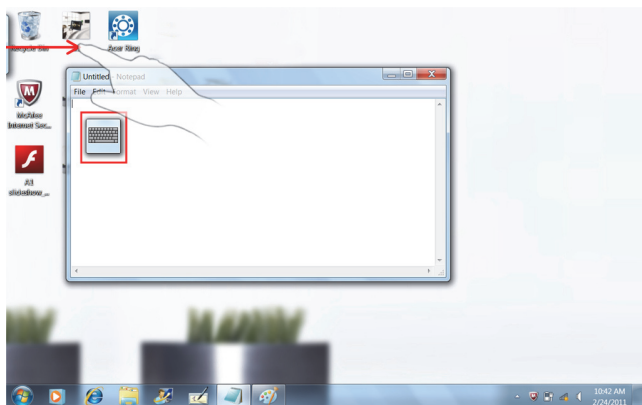 Recycle Bin
Acer Ring
Untitled - Notepad
File Edit Format View Help
McAfee
Internet Sec...
A1
slideshow_...
10:42 AM
2/24/2011